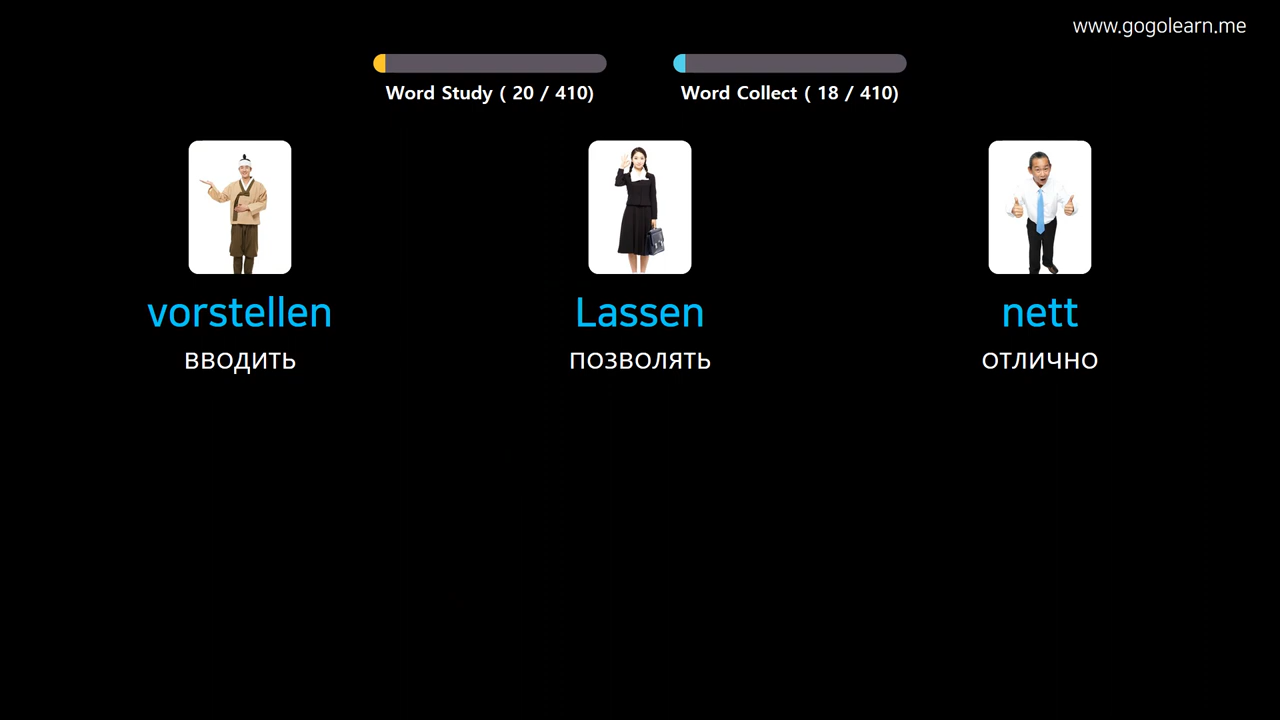 www.gogolearn.me
Word Study ( 20 / 410)
Word Collect ( 18 / 410)
vorstellen
ВВОДИТЬ
Lassen
ПОЗВОЛЯТЬ
nett
ОТЛИЧНО